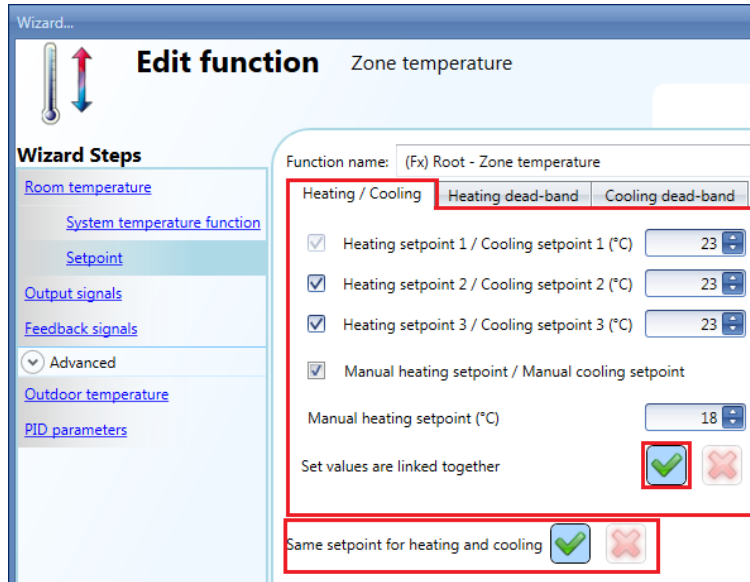 Wizard...
Edit function Zone temperature
Wizard Steps
Room temperature
System temperature function
Setpoint
Output signals
Feedback signals
Advanced
Outdoor temperature
PID parameters
Function name: (Fx) Root - Zone temperature
Heating / Cooling Heating dead-band Cooling dead-band
Heating setpoint 1 / Cooling setpoint 1 (°C) 23
Heating setpoint 2 / Cooling setpoint 2 (°C) 23
Heating setpoint 3 / Cooling setpoint 3 (°C) 23
Manual heating setpoint / Manual cooling setpoint
Manual heating setpoint (°C) 18
Set values are linked together
Same setpoint for heating and cooling